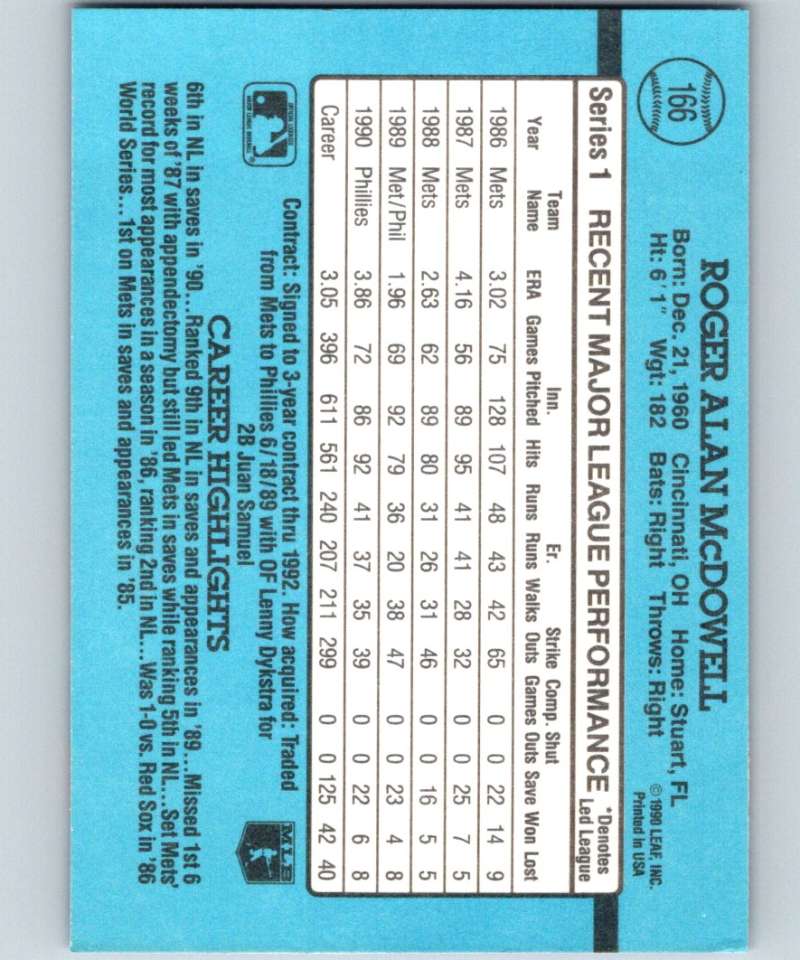 166
ROGER ALAN McDOWELL
Born: Dec. 21, 1960 Cincinnati, OH Home: Stuart, FL
Ht: 6'1" Wgt: 182 Bats: Right Throws: Right
©1990 LEAF, INC.
Printed in USA
Series 1 RECENT MAJOR LEAGUE PERFORMANCE *Denotes Led League
Team Inn. Er. Strike Comp. Shut
Year Name ERA Games Pitched Hits Runs Runs Walks Outs Games Outs Save Won Lost
1986 Mets 3.02 75 128 107 48 43 42 65 0 0 22 14 9
1987 Mets 4.16 56 89 95 41 41 28 32 0 0 25 7 5
1988 Mets 2.63 62 89 80 31 26 31 46 0 0 16 5 5
1989 Met/Phil 1.96 69 92 79 36 20 38 47 0 0 23 4 8
1990 Phillies 3.86 72 86 92 41 37 35 39 0 0 22 6 8
Career 3.05 396 611 561 240 207 211 299 0 0 125 42 40
Contract: Signed to 3-year contract thru 1992. How acquired: Traded
from Mets to Phillies 6/18/89 with OF Lenny Dykstra for
2B Juan Samuel
MLB
CAREER HIGHLIGHTS
6th in NL in saves in '90...Ranked 9th in NL in saves and appearances in '89...Missed 1st 6
weeks of '87 with appendectomy but still led Mets in saves while ranking 5th in NL...Set Mets'
record for most appearances in a season in '86, ranking 2nd in NL...Was 1-0 vs. Red Sox in '86
World Series...1st on Mets in saves and appearances in '85.